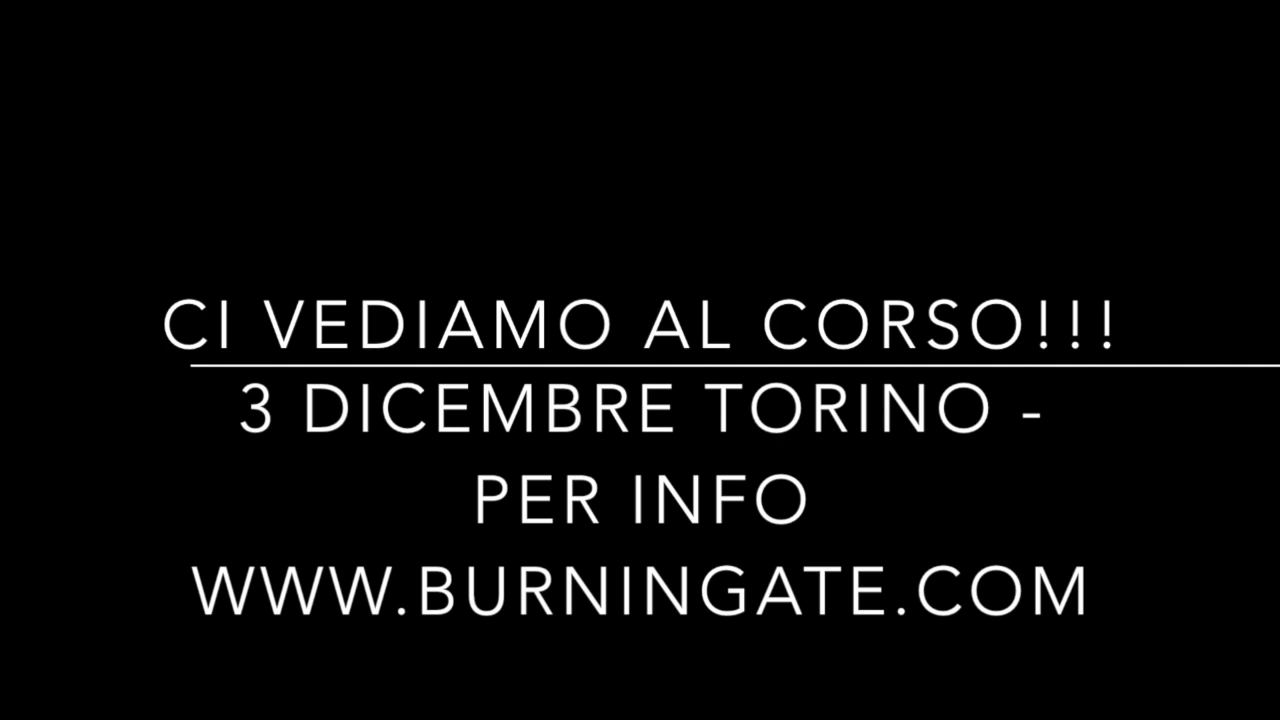 CI VEDIAMO AL CORSO!!!
3 DICEMBRE TORINO -
PER INFO
WWW.BURNINGATE.COM